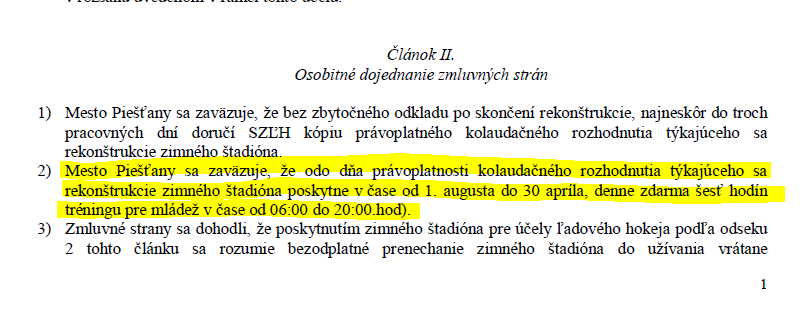 Článok II.
Osobitné dojednanie zmluvných strán
1) Mesto Piešťany sa zaväzuje, že bez zbytočného odkladu po skončení rekonštrukcie, najneskôr do troch
pracovných dní doručí SZĽH kópiu právoplatného kolaudačného rozhodnutia týkajúceho sa
rekonštrukcie zimného štadióna.
2) Mesto Piešťany sa zaväzuje, že odo dňa právoplatnosti kolaudačného rozhodnutia týkajúceho sa
rekonštrukcie zimného štadióna poskytne v čase od 1. augusta do 30 apríla, denne zdarma šesť hodín
tréningu pre mládež v čase od 06:00 do 20:00.hod).
3) Zmluvné strany sa dohodli, že poskytnutím zimného štadióna pre účely ľadového hokeja podľa odseku
2 tohto článku sa rozumie bezodplatné prenechanie zimného štadióna do užívania vrátane
1